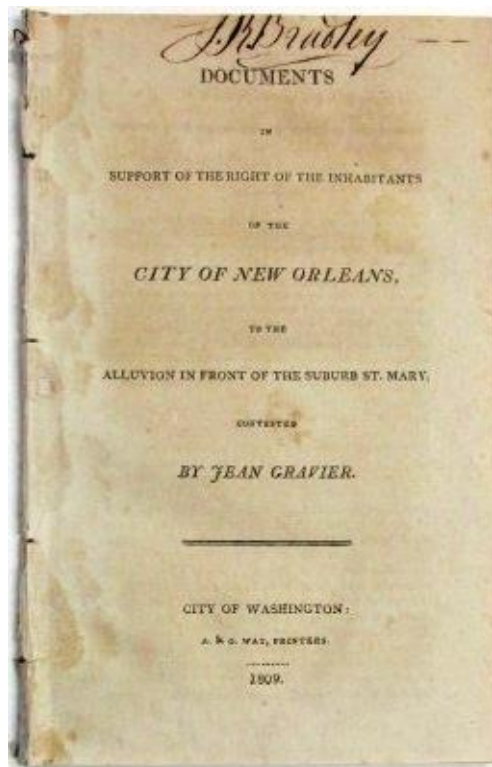 S. R. Bradley
DOCUMENTS
IN
SUPPORT OF THE RIGHT OF THE INHABITANTS
OF THE
CITY OF NEW ORLEANS,
TO THE
ALLUVION IN FRONT OF THE SUBURB ST. MARY,
CONTESTED
BY JEAN GRAVIER.
CITY OF WASHINGTON:
A. & G. WAY, PRINTERS.
1809.